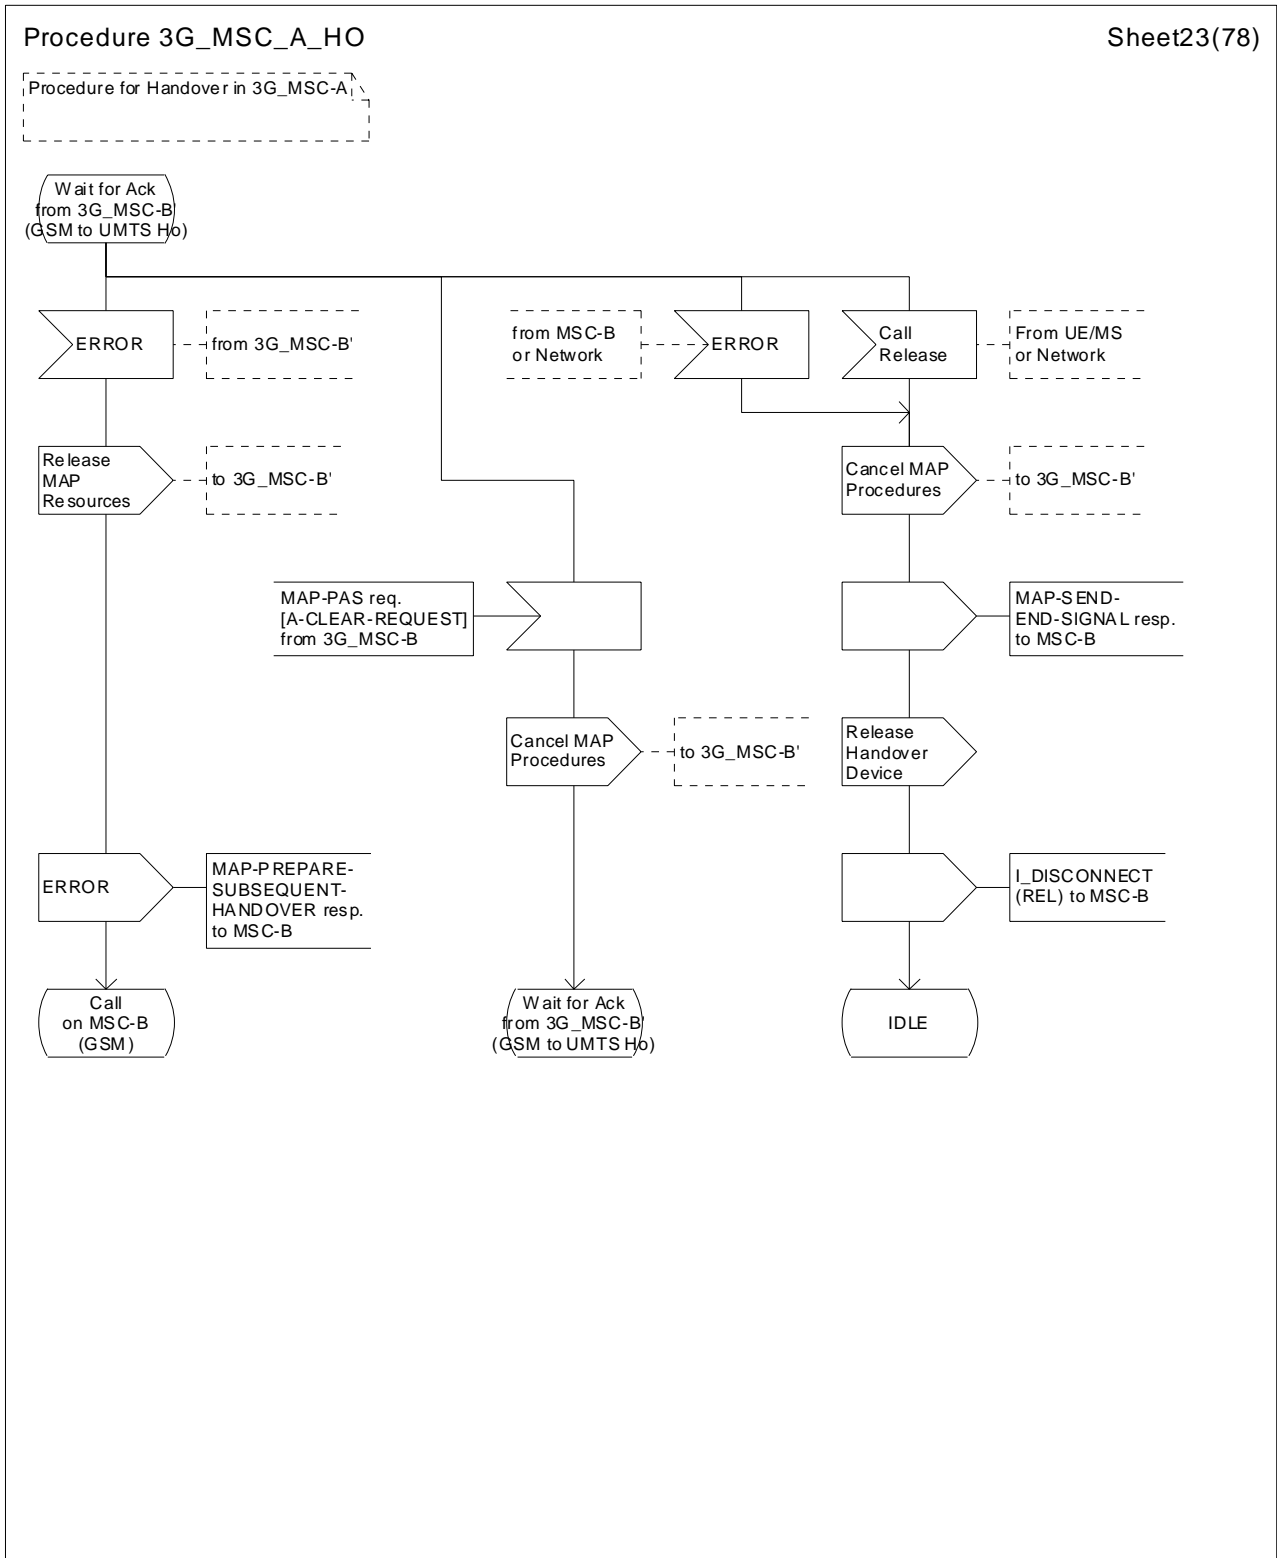 Procedure 3G_MSC_A_HO
Sheet23(78)
Procedure for Handover in 3G_MSC-A
Wait for Ack
from 3G_MSC-B'
(GSM to UMTS Ho)
ERROR
from 3G_MSC-B'
from MSC-B
or Network
ERROR
Call
Release
From UE/MS
or Network
Release
MAP
Resources
to 3G_MSC-B'
Cancel MAP
Procedures
to 3G_MSC-B'
MAP-PAS req.
[A-CLEAR-REQUEST]
from 3G_MSC-B
MAP-SEND-
END-SIGNAL resp.
to MSC-B
Cancel MAP
Procedures
to 3G_MSC-B'
Release
Handover
Device
ERROR
MAP-PREPARE-
SUBSEQUENT-
HANDOVER resp.
to MSC-B
I_DISCONNECT
(REL) to MSC-B
Call
on MSC-B
(GSM)
Wait for Ack
from 3G_MSC-B'
(GSM to UMTS Ho)
IDLE